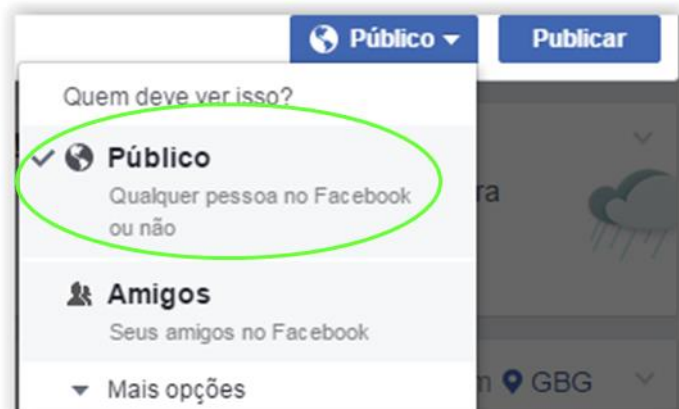 Público
Publicar
Quem deve ver isso?
Público
Qualquer pessoa no Facebook
ou não
ra
Amigos
Seus amigos no Facebook
Mais opções
GBG